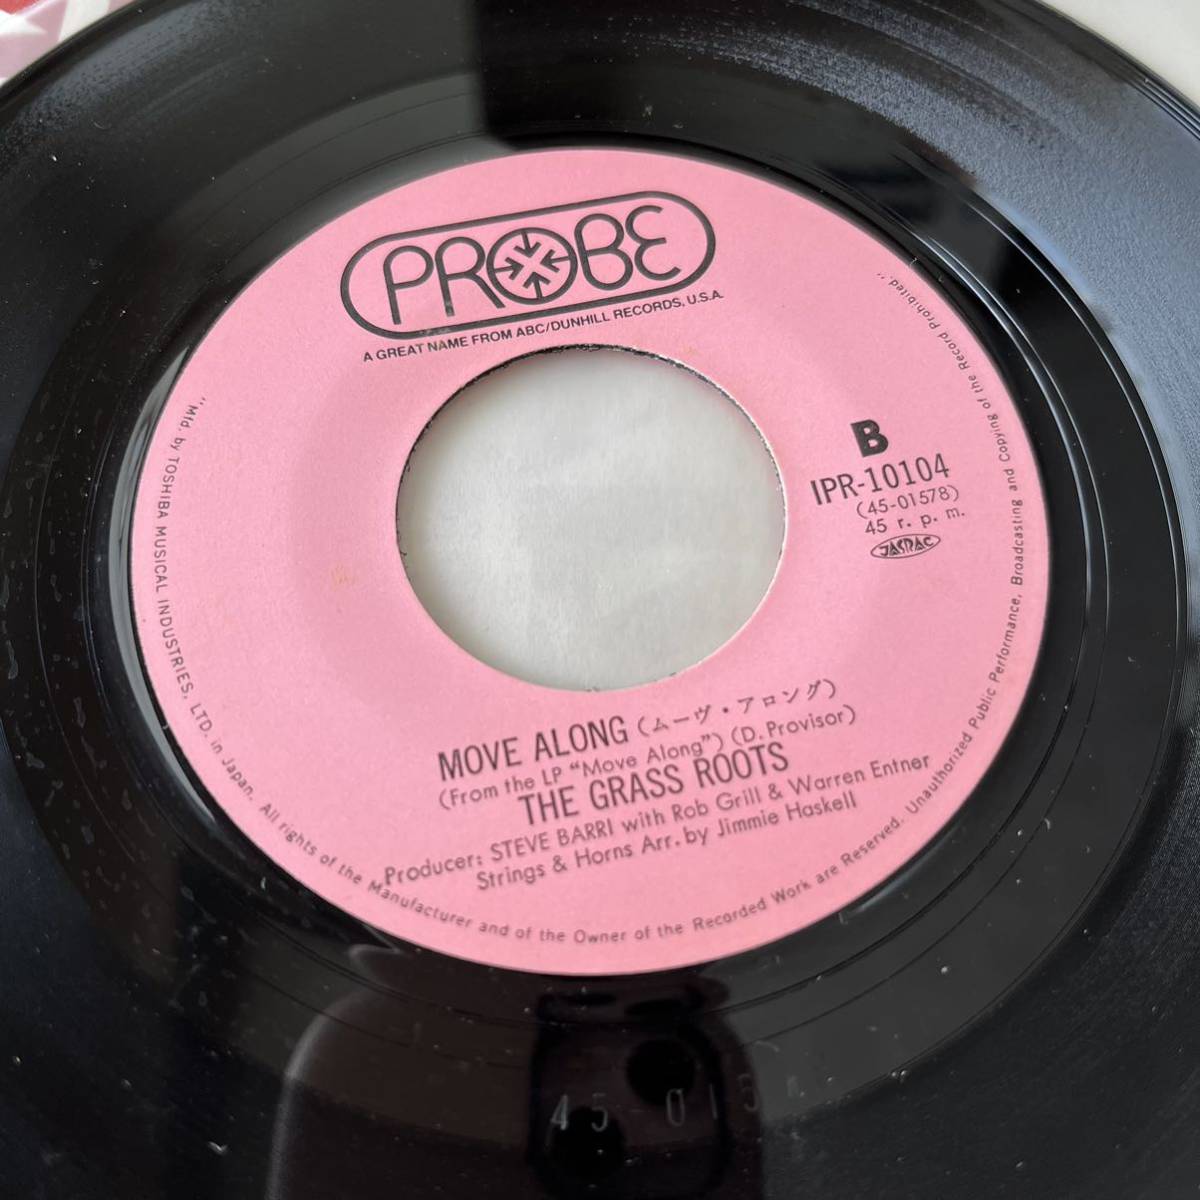 PROBE
A GREAT NAME FROM ABC/DUNHILL RECORDS, U.S.A.
B
IPR-10104
(45-01578)
45 r. p. m.
JASRAC
MOVE ALONG (ムーヴ・アロング)
(From the LP “Move Along”) (D. Provisor)
THE GRASS ROOTS
Producer: STEVE BARRI with Rob Grill & Warren Entner
Strings & Horns Arr. by Jimmie Haskell
"Mfd. by TOSHIBA MUSICAL INDUSTRIES, LTD. in Japan. All rights of the Manufacturer and of the Owner of the Recorded Work are Reserved. Unauthorized Public Performance, Broadcasting and Copying of the Record Prohibited."
45-015